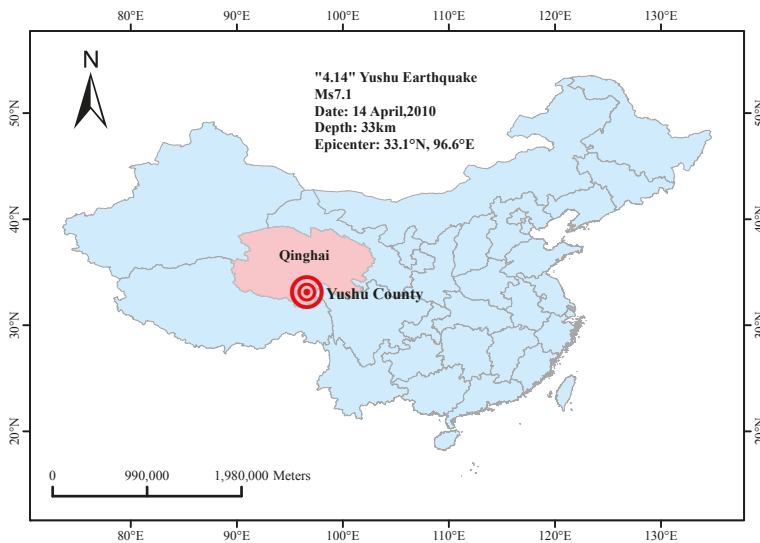 80°E 90°E 100°E 110°E 120°E 130°E
N
"4.14" Yushu Earthquake
Ms7.1
Date: 14 April,2010
Depth: 33km
Epicenter: 33.1°N, 96.6°E
50°N 50°N
40°N 40°N
Qinghai
Yushu County
30°N 30°N
20°N 20°N
0 990,000 1,980,000 Meters
80°E 90°E 100°E 110°E 120°E 130°E